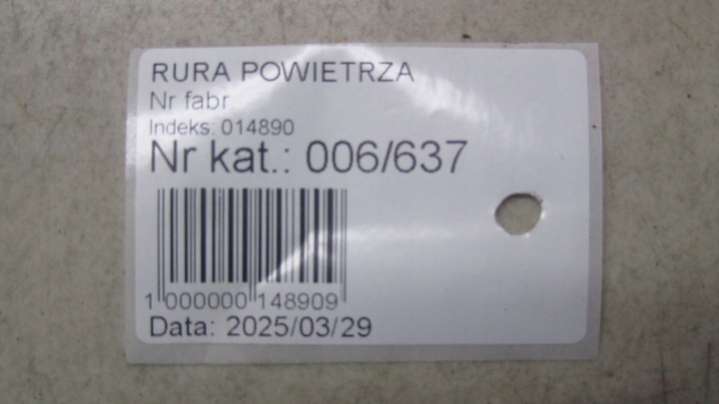 RURA POWIETRZA
Nr fabr
Indeks: 014890
Nr kat.: 006/637
1 000000 148909
Data: 2025/03/29